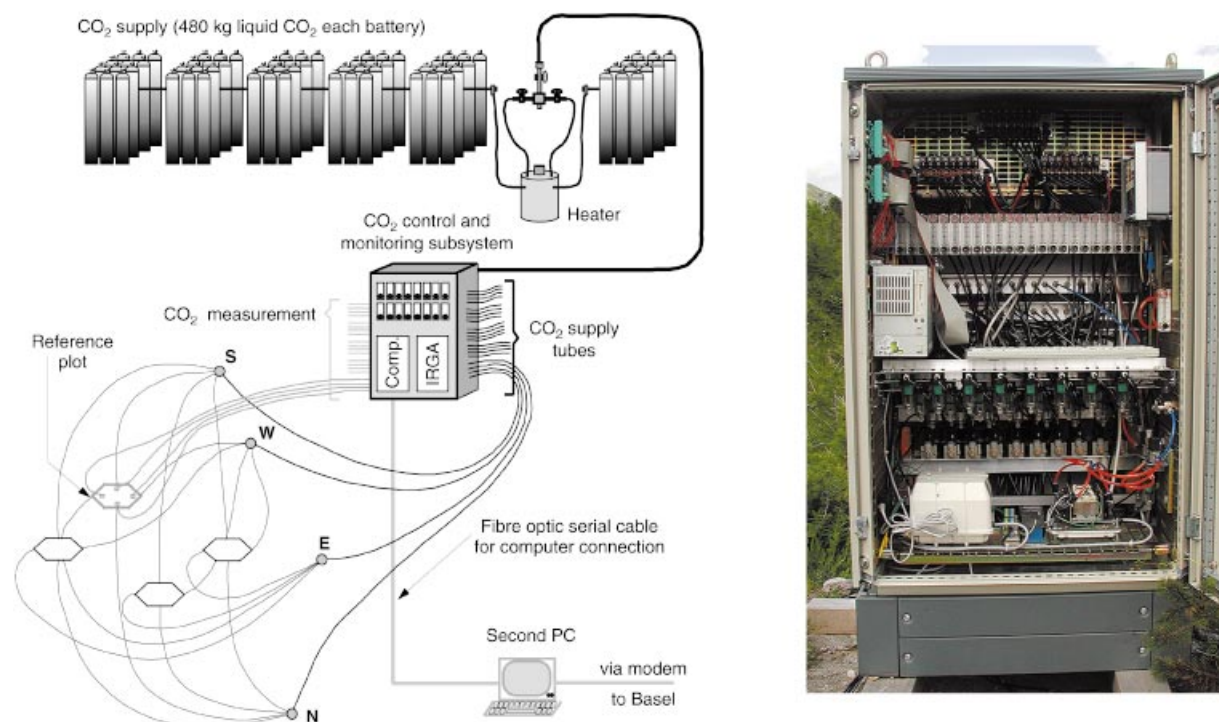 CO₂ supply (480 kg liquid CO₂ each battery)
Heater
CO₂ control and
monitoring subsystem
CO₂ measurement
CO₂ supply
tubes
Reference
plot
Comp.
IRGA
S
W
E
N
Fibre optic serial cable
for computer connection
Second PC
via modem
to Basel